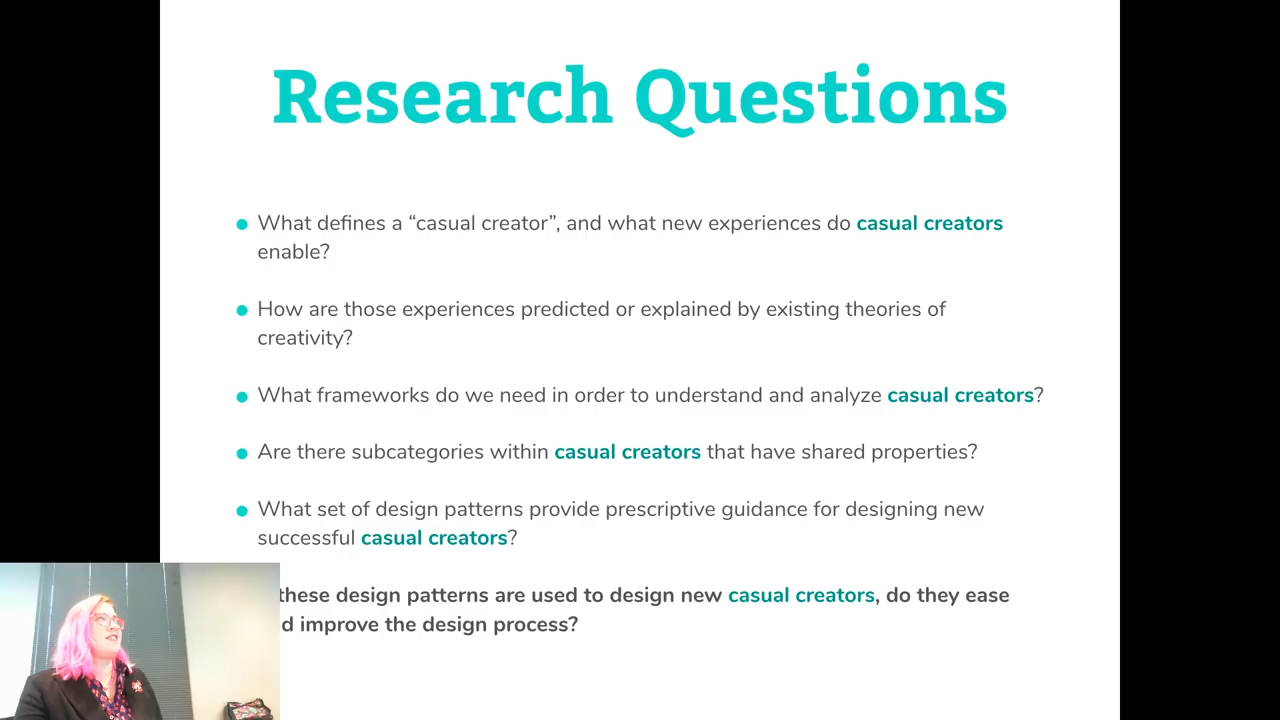 Research Questions
What defines a “casual creator”, and what new experiences do casual creators
enable?
How are those experiences predicted or explained by existing theories of
creativity?
What frameworks do we need in order to understand and analyze casual creators?
Are there subcategories within casual creators that have shared properties?
What set of design patterns provide prescriptive guidance for designing new
successful casual creators?
these design patterns are used to design new casual creators, do they ease
d improve the design process?